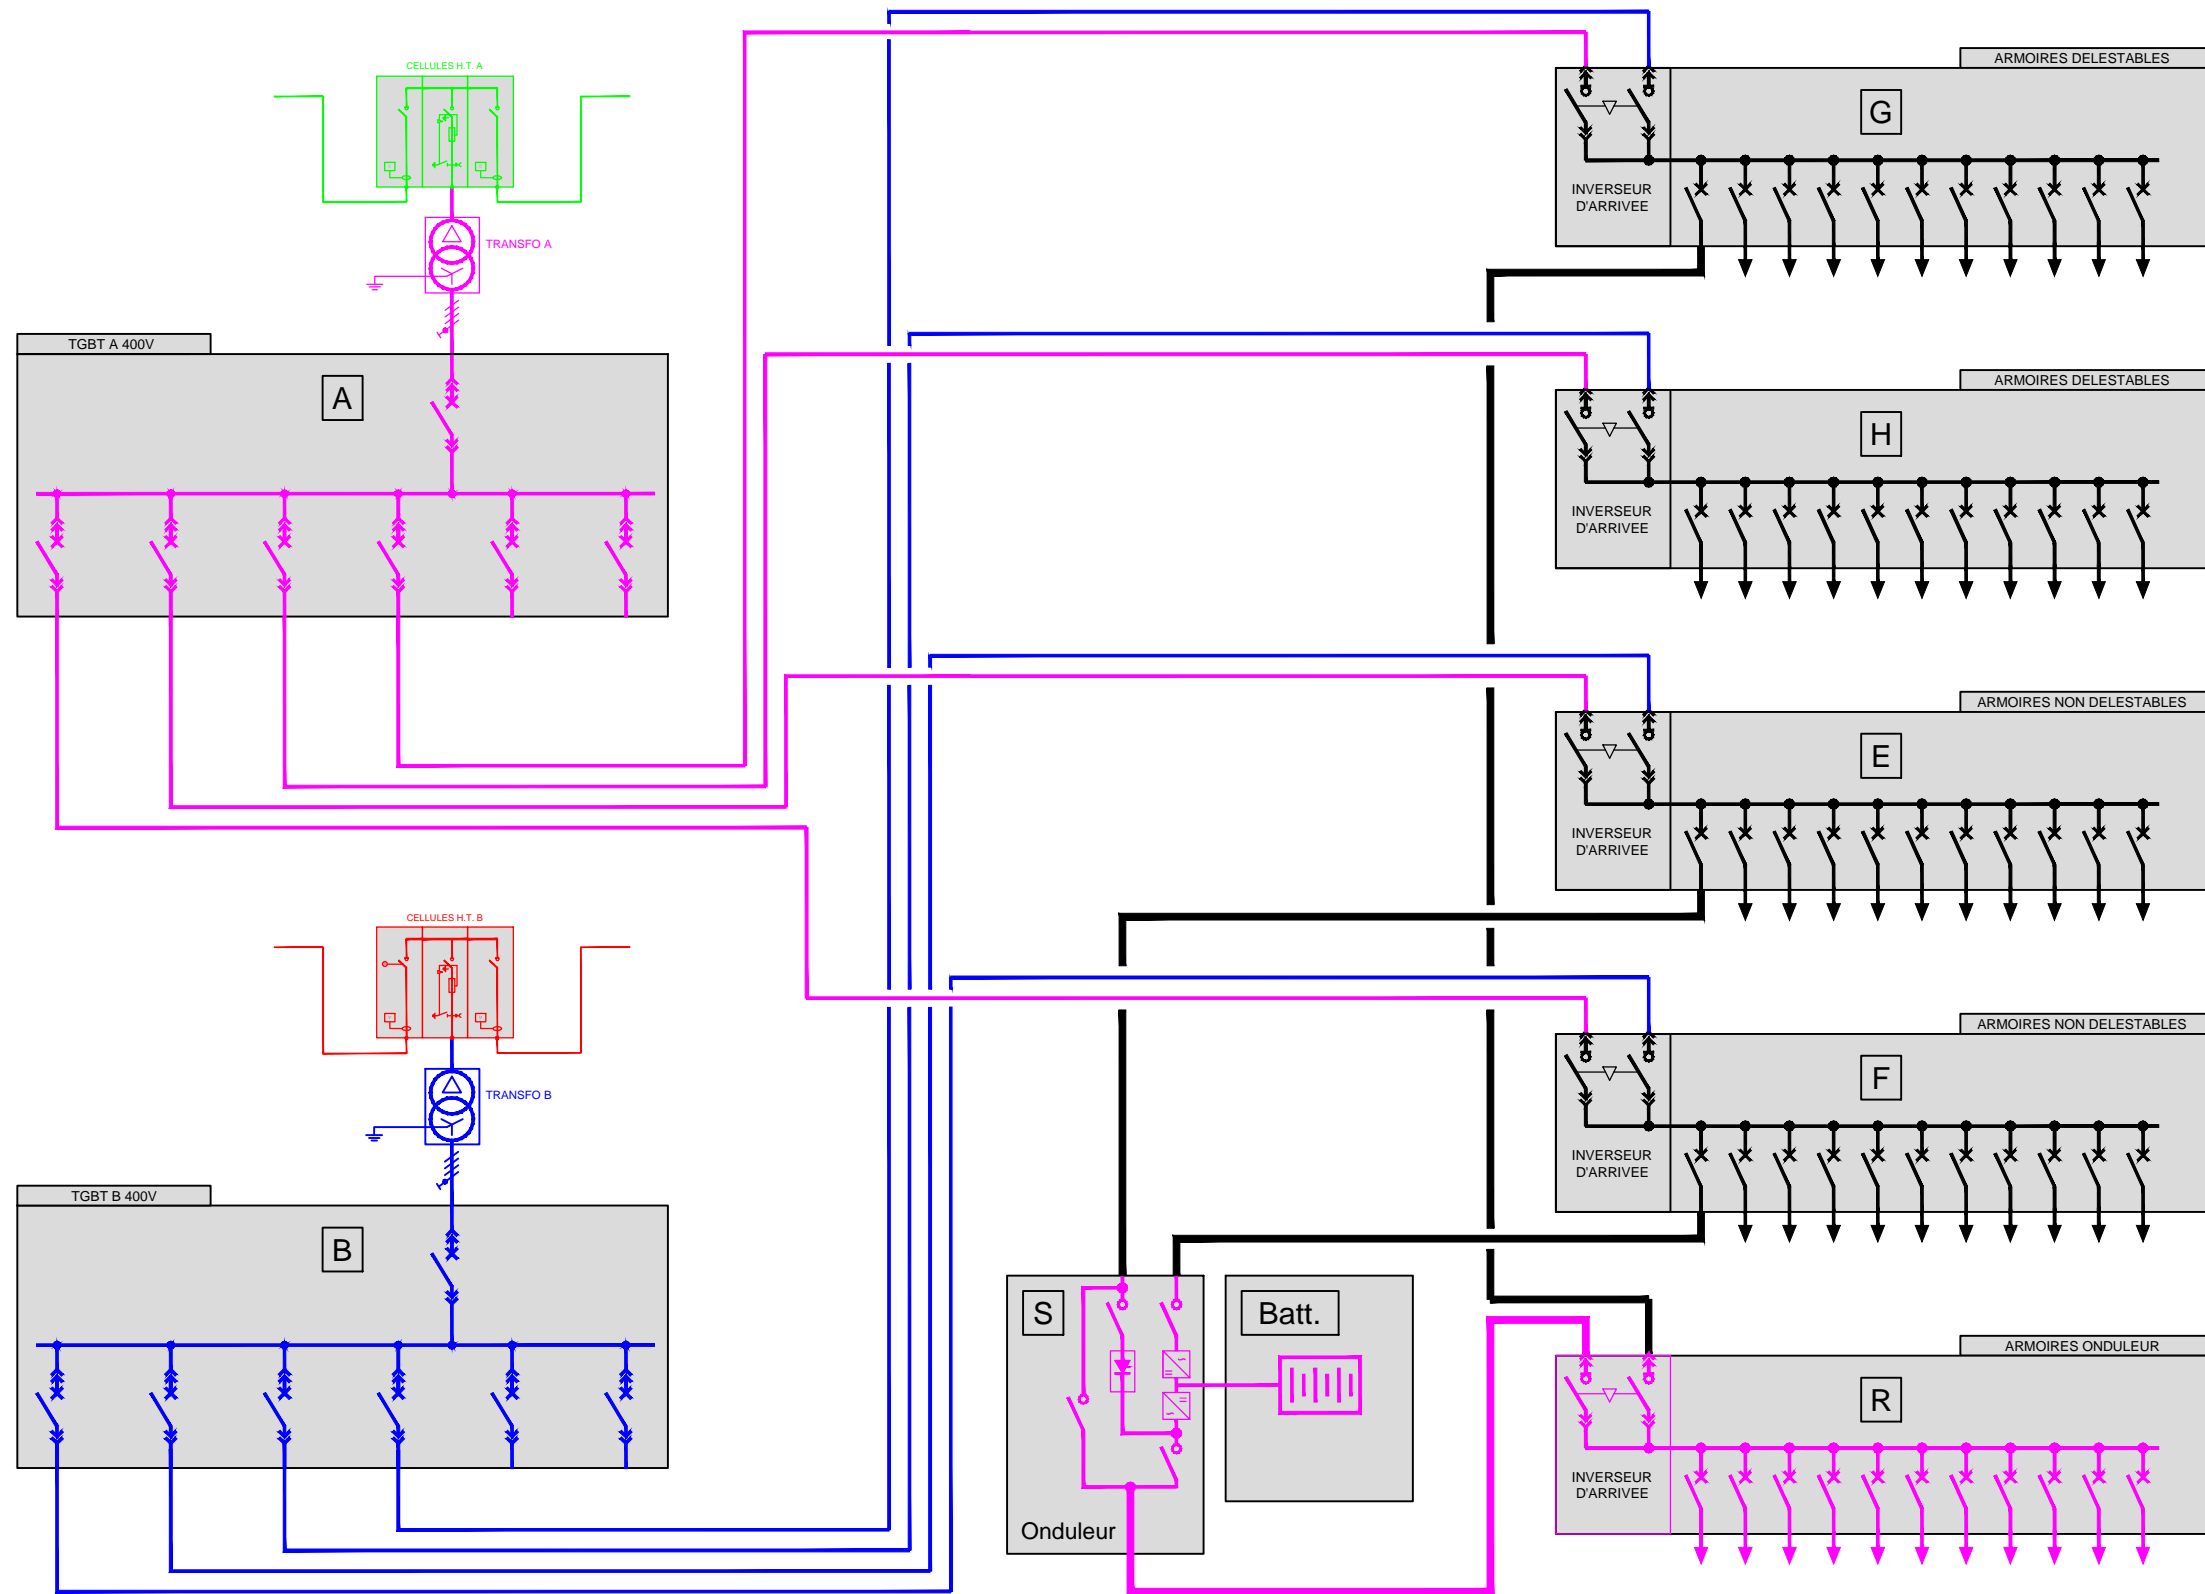 CELLULES H.T. A
TRANSFO A
TGBT A 400V
A
CELLULES H.T. B
TRANSFO B
TGBT B 400V
B
ARMOIRES DELESTABLES
G
INVERSEUR
D'ARRIVEE
ARMOIRES DELESTABLES
H
INVERSEUR
D'ARRIVEE
ARMOIRES NON DELESTABLES
E
INVERSEUR
D'ARRIVEE
ARMOIRES NON DELESTABLES
F
INVERSEUR
D'ARRIVEE
S
Onduleur
Batt.
ARMOIRES ONDULEUR
R
INVERSEUR
D'ARRIVEE